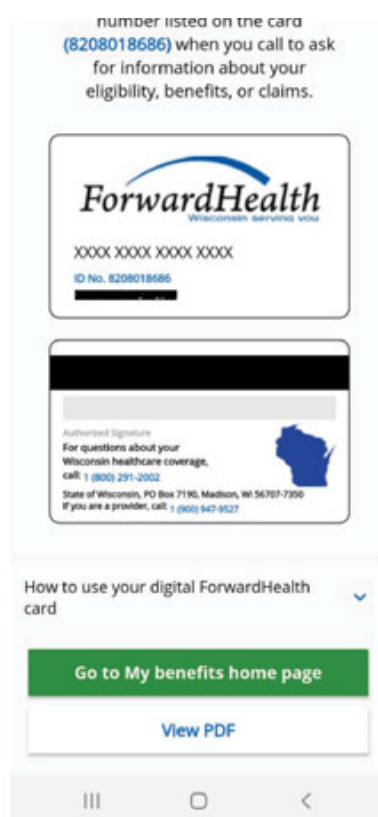 number listed on the card
(8208018686) when you call to ask
for information about your
eligibility, benefits, or claims.
ForwardHealth
Wisconsin serving you
XXXX XXXX XXXX XXXX
ID No. 8208018686
Authorized Signature
For questions about your
Wisconsin healthcare coverage,
call: 1 (800) 291-2002
State of Wisconsin, PO Box 7190, Madison, WI 56707-7350
If you are a provider, call: 1 (900) 947-9527
How to use your digital ForwardHealth
card
Go to My benefits home page
View PDF